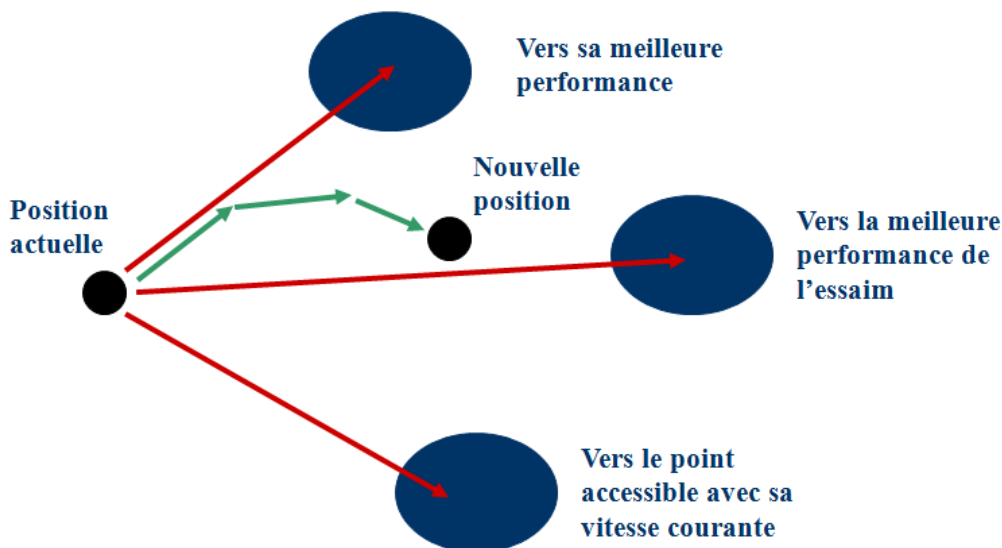 Vers sa meilleure
performance
Nouvelle
position
Position
actuelle
Vers la meilleure
performance de
l’essaim
Vers le point
accessible avec sa
vitesse courante